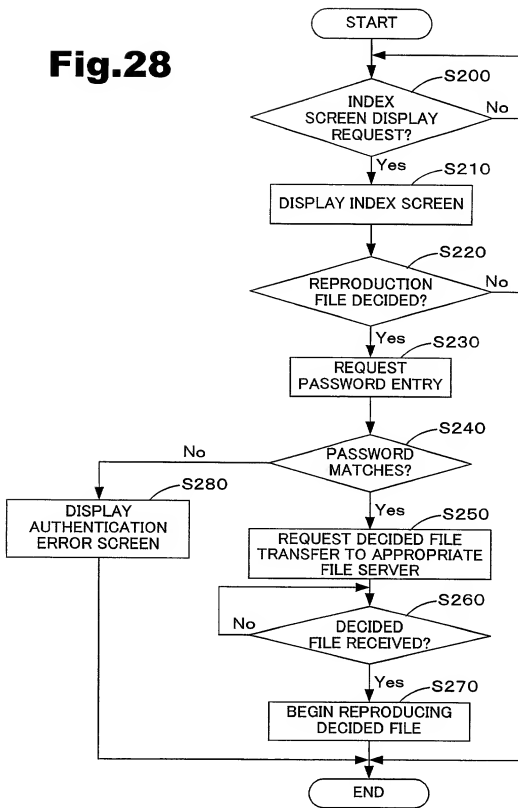 Fig.28
START
S200
INDEX
SCREEN DISPLAY
REQUEST?
No
Yes
S210
DISPLAY INDEX SCREEN
S220
REPRODUCTION
FILE DECIDED?
No
Yes
S230
REQUEST
PASSWORD ENTRY
S240
PASSWORD
MATCHES?
No
Yes
S280
DISPLAY
AUTHENTICATION
ERROR SCREEN
S250
REQUEST DECIDED FILE
TRANSFER TO APPROPRIATE
FILE SERVER
S260
DECIDED
FILE RECEIVED?
No
Yes
S270
BEGIN REPRODUCING
DECIDED FILE
END